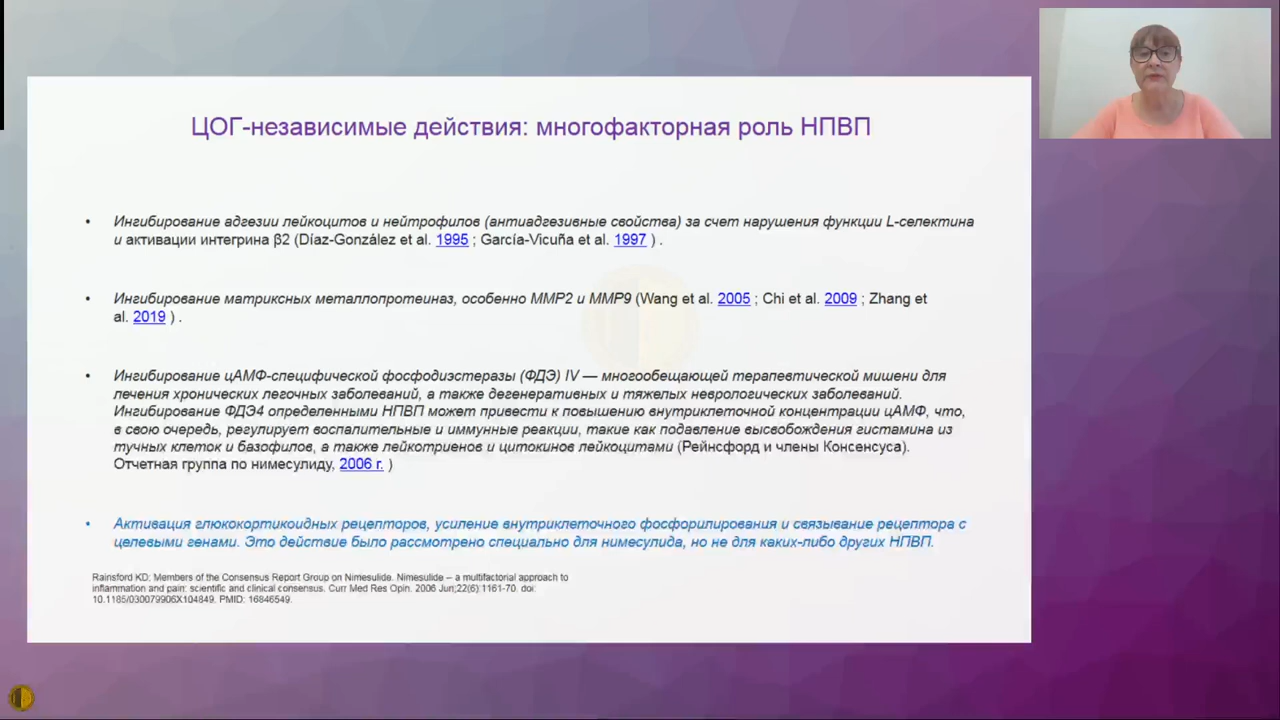 ЦОГ-независимые действия: многофакторная роль НПВП
• Ингибирование адгезии лейкоцитов и нейтрофилов (антиадгезивные свойства) за счет нарушения функции L-селектина
и активации интегрина β2 (Díaz-González et al. 1995 ; García-Vicuña et al. 1997 ) .
• Ингибирование матриксных металлопротеиназ, особенно MMP2 и MMP9 (Wang et al. 2005 ; Chi et al. 2009 ; Zhang et
al. 2019 ) .
• Ингибирование цАМФ-специфической фосфодиэстеразы (ФДЭ) IV — многообещающей терапевтической мишени для
лечения хронических легочных заболеваний, а также дегенеративных и тяжелых неврологических заболеваний.
Ингибирование ФДЭ4 определенными НПВП может привести к повышению внутриклеточной концентрации цАМФ, что,
в свою очередь, регулирует воспалительные и иммунные реакции, такие как подавление высвобождения гистамина из
тучных клеток и базофилов, а также лейкотриенов и цитокинов лейкоцитами (Рейнсфорд и члены Консенсуса).
Отчетная группа по нимесулиду, 2006 г. )
• Активация глюкокортикоидных рецепторов, усиление внутриклеточного фосфорилирования и связывание рецептора с
целевыми генами. Это действие было рассмотрено специально для нимесулида, но не для каких-либо других НПВП.
Rainsford KD; Members of the Consensus Report Group on Nimesulide. Nimesulide – a multifactorial approach to
inflammation and pain: scientific and clinical consensus. Curr Med Res Opin. 2006 Jun;22(6):1161-70. doi:
10.1185/030079906X104849. PMID: 16846549.